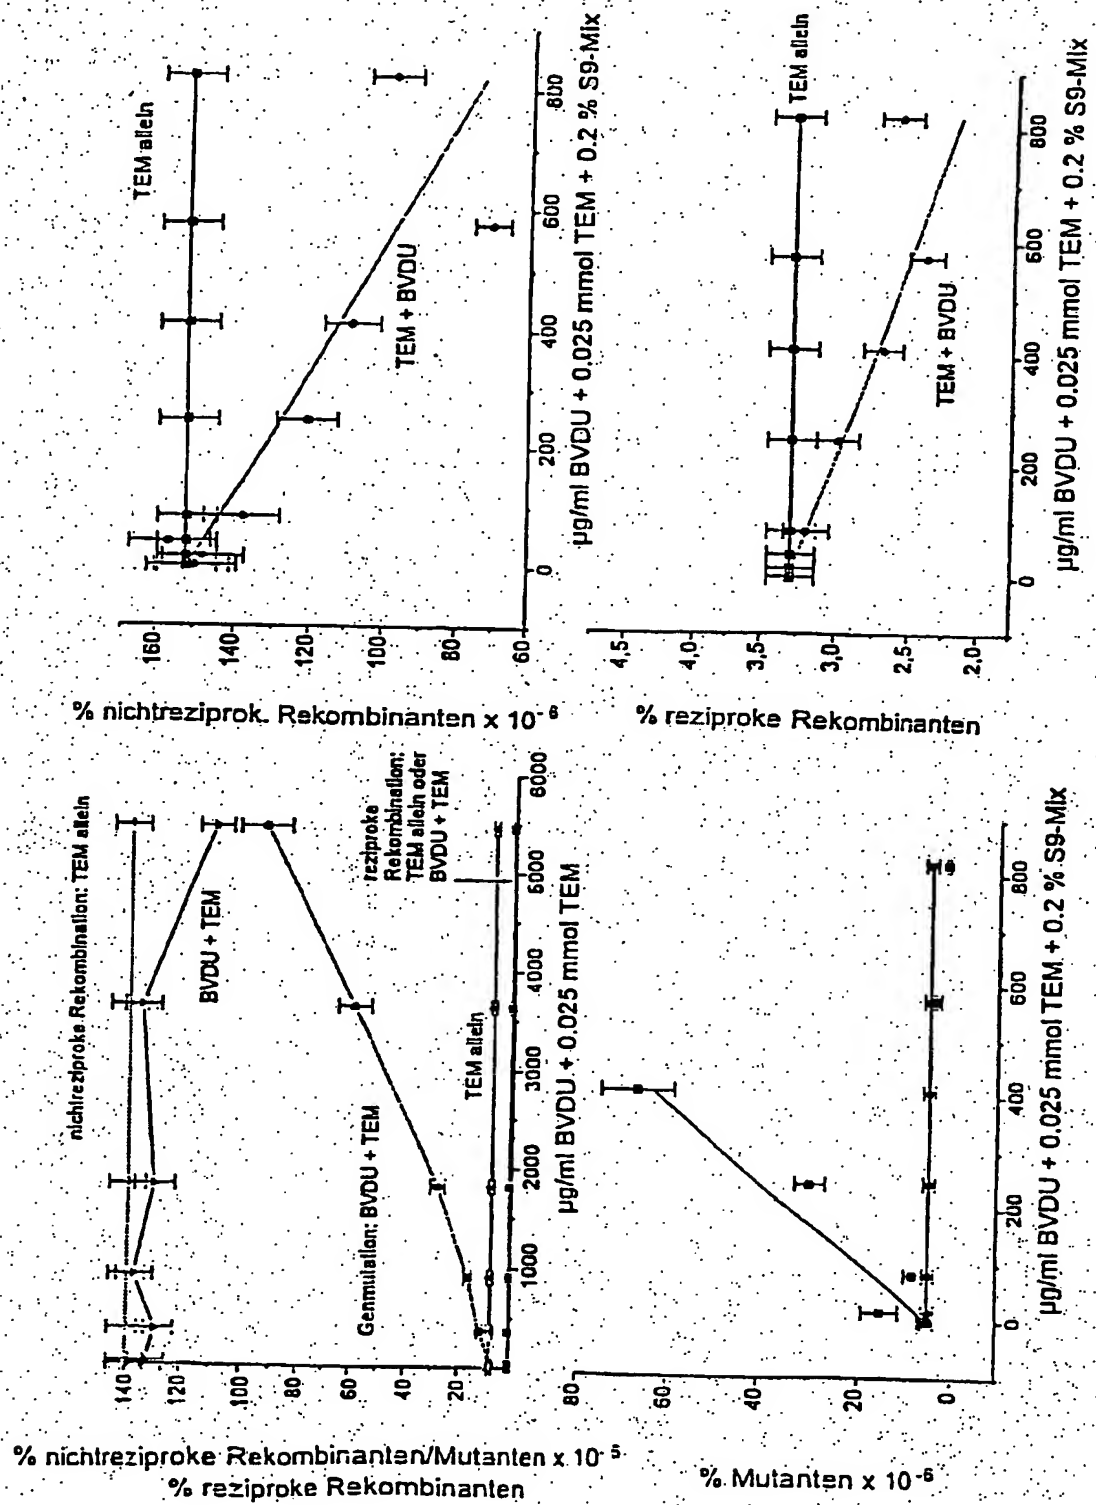 TEM allein
TEM + BVDU
160
140
120
100
80
60
0
200
400
600
800
µg/ml BVDU + 0.025 mmol TEM + 0.2 % S9-Mix
% nichtreziprok. Rekombinanten x 10⁻⁶
TEM allein
TEM + BVDU
4,5
4,0
3,5
3,0
2,5
2,0
0
200
400
600
800
µg/ml BVDU + 0.025 mmol TEM + 0.2 % S9-Mix
% reziproke Rekombinanten
nichtreziproke Rekombination: TEM allein
BVDU + TEM
Genmutation: BVDU + TEM
TEM allein
reziproke
Rekombination:
TEM allein oder
BVDU + TEM
140
120
100
80
60
40
20
1000
2000
3000
4000
5000
6000
µg/ml BVDU + 0.025 mmol TEM
% nichtreziproke Rekombinanten/Mutanten x 10⁻⁵
% reziproke Rekombinanten
80
60
40
20
0
0
200
400
600
800
µg/ml BVDU + 0.025 mmol TEM + 0.2 % S9-Mix
% Mutanten x 10⁻⁶